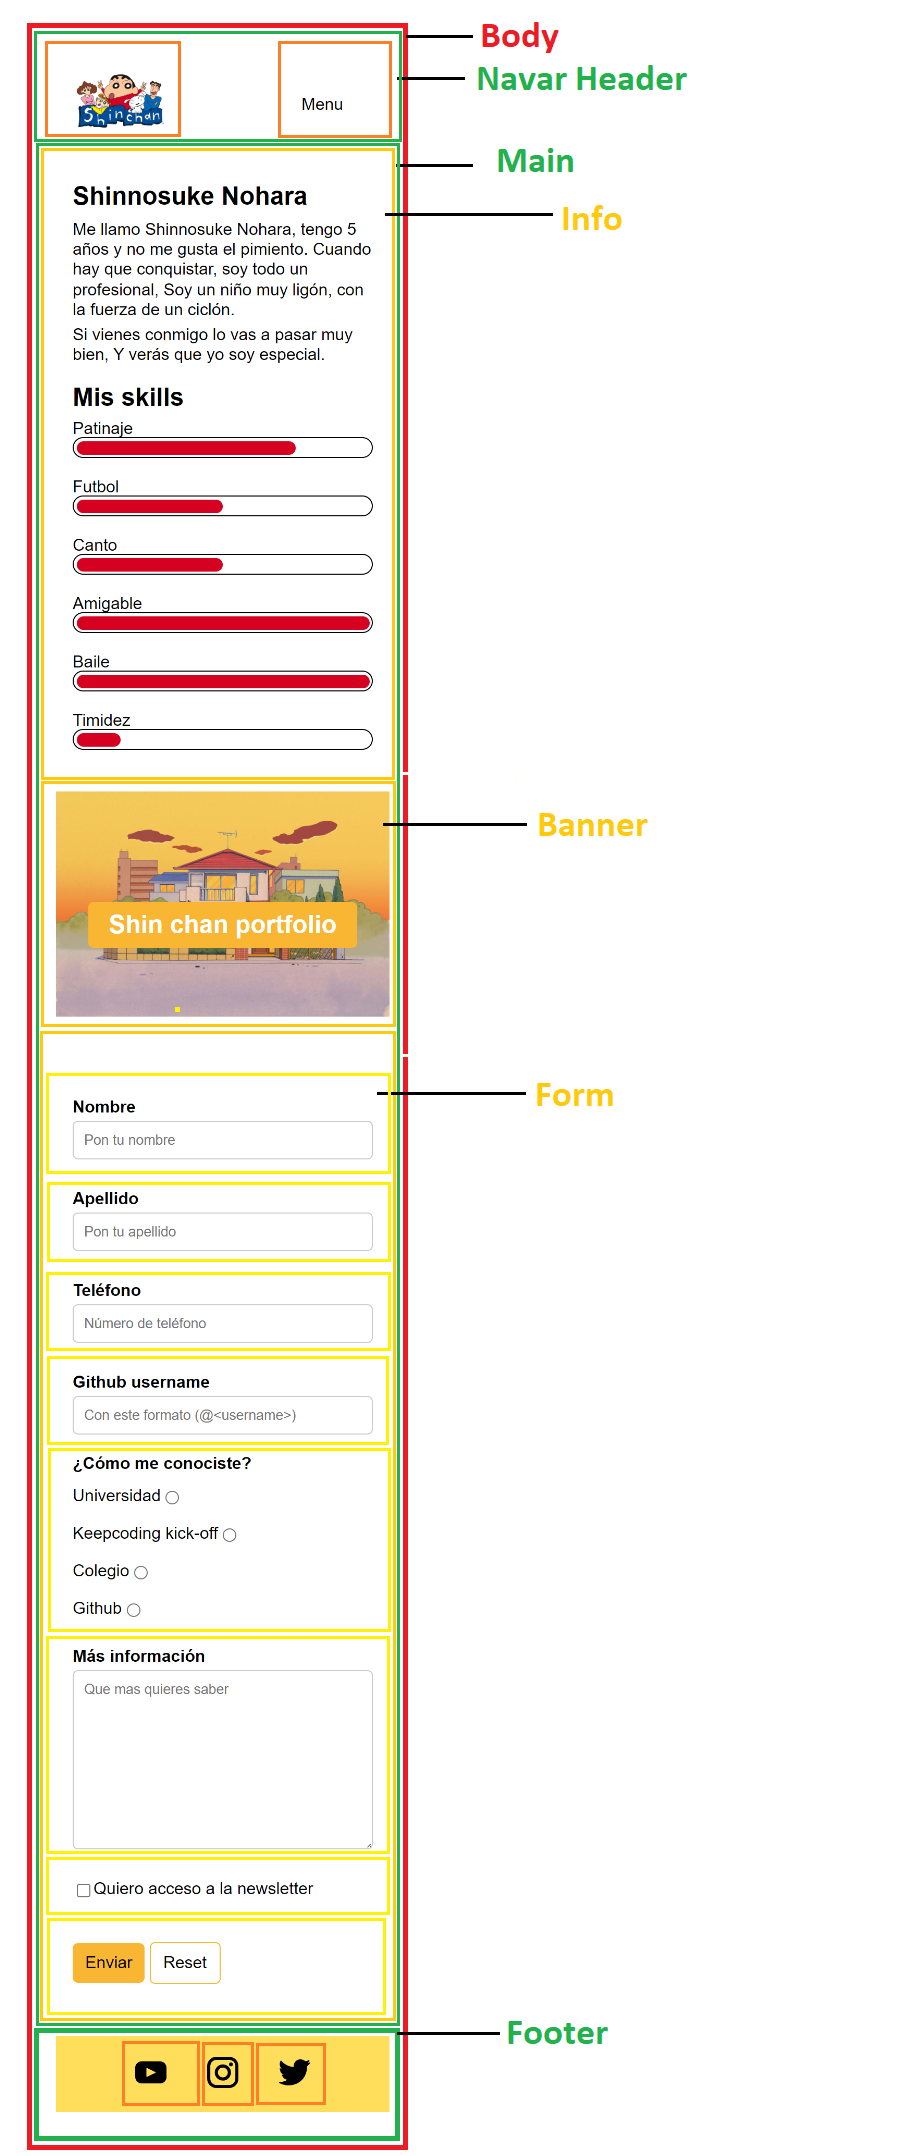 Body
Navar Header
Shinchan
Menu
Main
Shinnosuke Nohara
Info
Me llamo Shinnosuke Nohara, tengo 5
años y no me gusta el pimiento. Cuando
hay que conquistar, soy todo un
profesional, Soy un niño muy ligón, con
la fuerza de un ciclón.
Si vienes conmigo lo vas a pasar muy
bien, Y verás que yo soy especial.
Mis skills
Patinaje
Futbol
Canto
Amigable
Baile
Timidez
Banner
Shin chan portfolio
Form
Nombre
Pon tu nombre
Apellido
Pon tu apellido
Teléfono
Número de teléfono
Github username
Con este formato (@<username>)
¿Cómo me conociste?
Universidad
Keepcoding kick-off
Colegio
Github
Más información
Que mas quieres saber
Quiero acceso a la newsletter
Enviar Reset
Footer